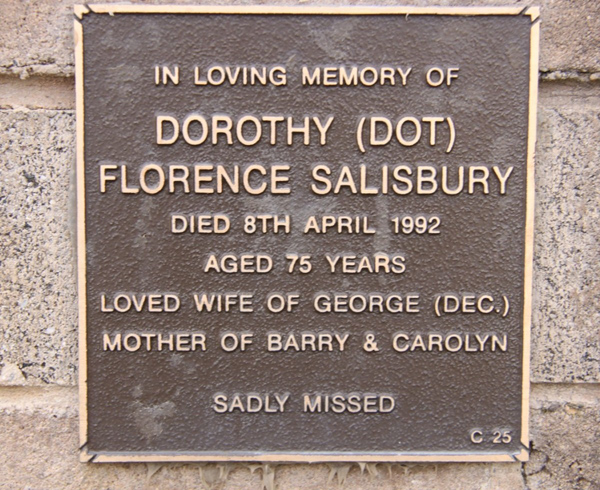 IN LOVING MEMORY OF
DOROTHY (DOT)
FLORENCE SALISBURY
DIED 8TH APRIL 1992
AGED 75 YEARS
LOVED WIFE OF GEORGE (DEC.)
MOTHER OF BARRY & CAROLYN
SADLY MISSED
C 25